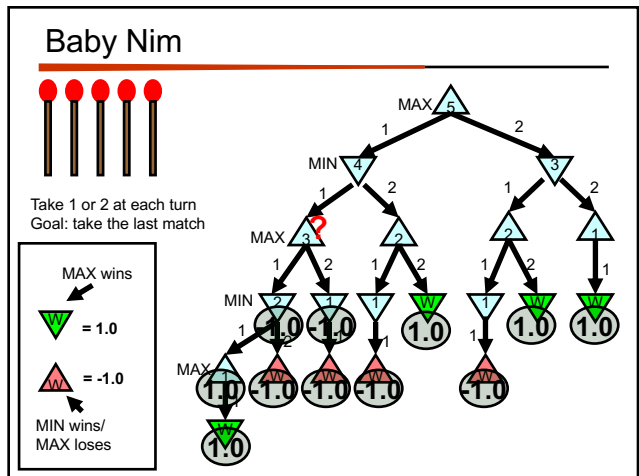 Baby Nim
MAX 5
1 2
MIN 4 3
Take 1 or 2 at each turn
Goal: take the last match
1 2 1 2
MAX 3 ? 2 2 1
1 2 1 2 1 2 1
MAX wins
MIN 2 1 1 W 1 W W
-1.0 -1.0 1.0 1.0 1.0
W = 1.0
1 2 1 1 1
MAX 1 W W W W
1.0 -1.0 -1.0 -1.0 -1.0
W = -1.0
1
MIN wins/
MAX loses
W
1.0